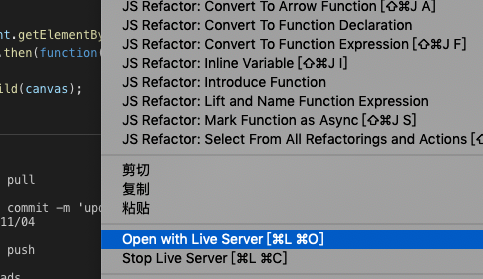 JS Refactor: Convert To Arrow Function [⇧⌘J A]
nt.getElementBy
JS Refactor: Convert To Function Declaration
.then(function(
JS Refactor: Convert To Function Expression [⇧⌘J F]
JS Refactor: Inline Variable [⇧⌘J I]
ild(canvas);
JS Refactor: Introduce Function
JS Refactor: Lift and Name Function Expression
JS Refactor: Mark Function as Async [⇧⌘J S]
JS Refactor: Select From All Refactorings and Actions [⇧
剪切
pull
复制
commit -m 'upd
粘贴
11/04
push
Open with Live Server [⌘L ⌘O]
Stop Live Server [⌘L ⌘C]
ads